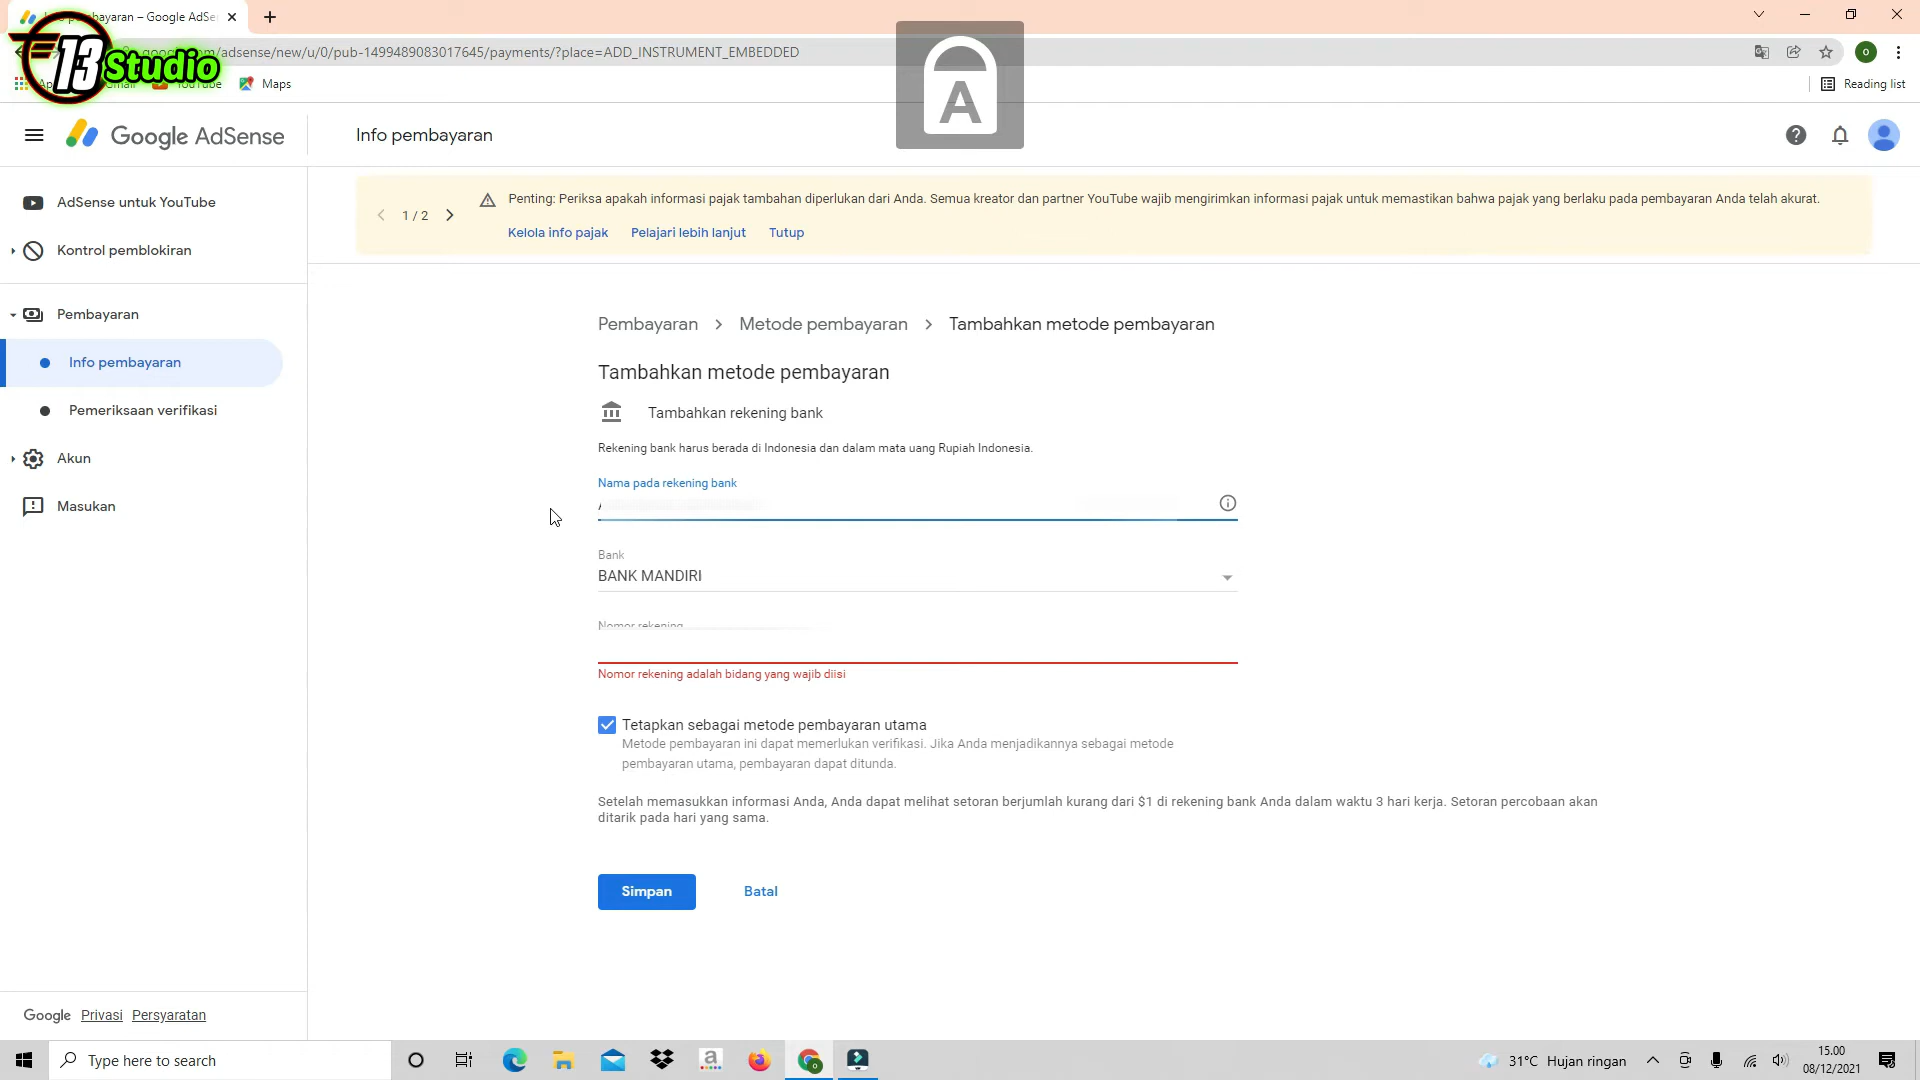 Info pembayaran – Google AdSe
13 Studio
google.com/adsense/new/u/0/pub-1499489083017645/payments/?place=ADD_INSTRUMENT_EMBEDDED
YouTube
Maps
Reading list
A
Google AdSense
Info pembayaran
AdSense untuk YouTube
Kontrol pemblokiran
Pembayaran
Info pembayaran
Pemeriksaan verifikasi
Akun
Masukan
1 / 2
Penting: Periksa apakah informasi pajak tambahan diperlukan dari Anda. Semua kreator dan partner YouTube wajib mengirimkan informasi pajak untuk memastikan bahwa pajak yang berlaku pada pembayaran Anda telah akurat.
Kelola info pajak
Pelajari lebih lanjut
Tutup
Pembayaran > Metode pembayaran > Tambahkan metode pembayaran
Tambahkan metode pembayaran
Tambahkan rekening bank
Rekening bank harus berada di Indonesia dan dalam mata uang Rupiah Indonesia.
Nama pada rekening bank
Bank
BANK MANDIRI
Nomor rekening
Nomor rekening adalah bidang yang wajib diisi
Tetapkan sebagai metode pembayaran utama
Metode pembayaran ini dapat memerlukan verifikasi. Jika Anda menjadikannya sebagai metode
pembayaran utama, pembayaran dapat ditunda.
Setelah memasukkan informasi Anda, Anda dapat melihat setoran berjumlah kurang dari $1 di rekening bank Anda dalam waktu 3 hari kerja. Setoran percobaan akan
ditarik pada hari yang sama.
Simpan
Batal
Google Privasi Persyaratan
Type here to search
31°C Hujan ringan
15.00
08/12/2021